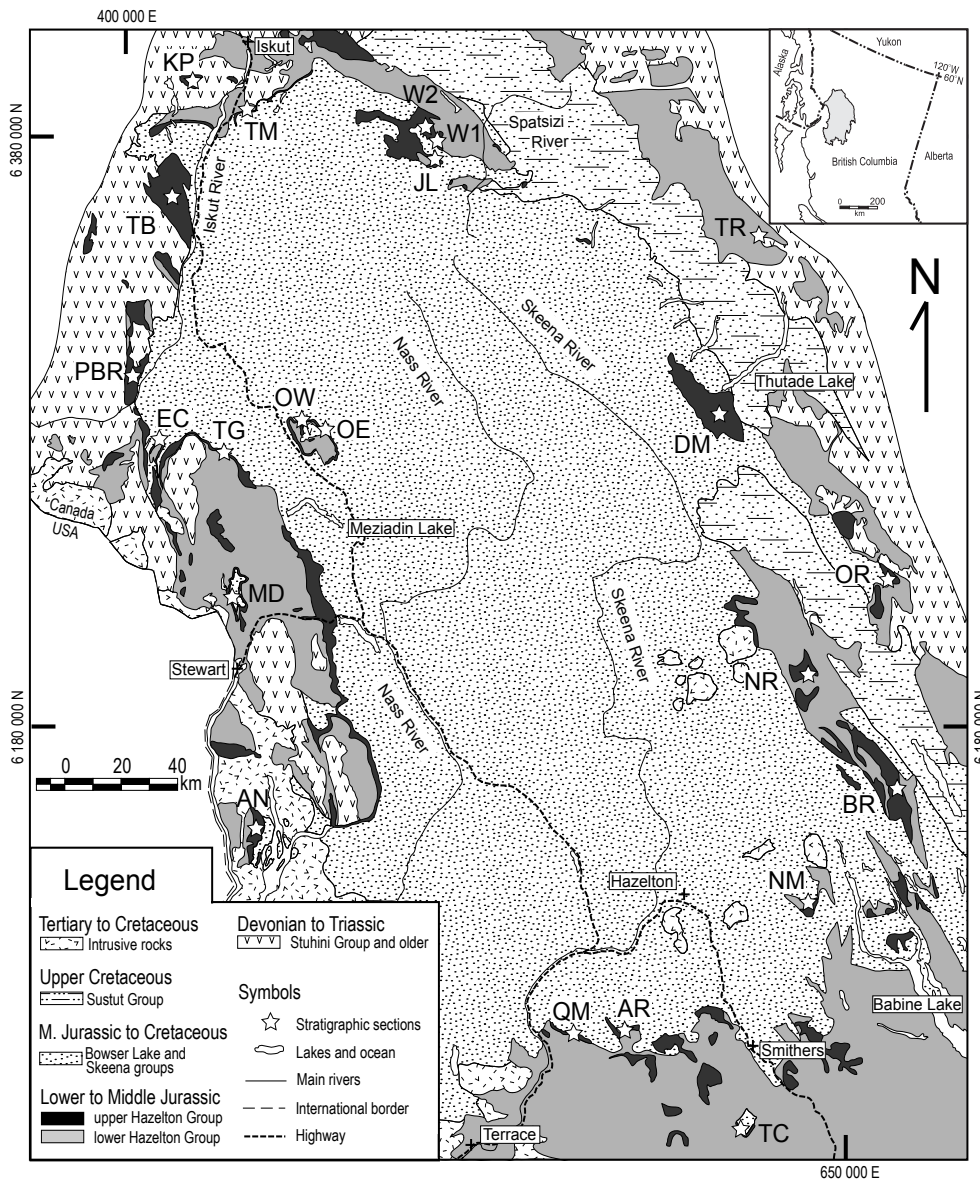 400 000 E
Iskut
KP
TM
W2
W1
JL
Spatsizi
River
6 380 000 N
Iskut River
TB
TR
Yukon
Alaska
120°W
60°N
British Columbia
Alberta
0
200
km
N
Skeena River
Nass River
PBR
Thutade Lake
OW
OE
EC
TG
DM
Canada
USA
Meziadin Lake
OR
MD
Skeena River
Stewart
NR
Nass River
6 180 000 N
6 180 000 N
0 20 40
km
AN
BR
Hazelton
NM
Babine Lake
QM
AR
Smithers
TC
Terrace
650 000 E
Legend
Tertiary to Cretaceous
Intrusive rocks
Upper Cretaceous
Sustut Group
M. Jurassic to Cretaceous
Bowser Lake and
Skeena groups
Lower to Middle Jurassic
upper Hazelton Group
lower Hazelton Group
Devonian to Triassic
Stuhini Group and older
Symbols
Stratigraphic sections
Lakes and ocean
Main rivers
International border
Highway